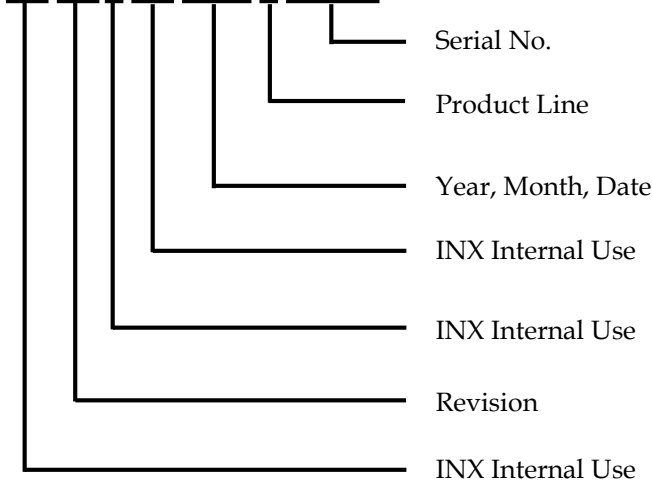 Serial No.
Product Line
Year, Month, Date
INX Internal Use
INX Internal Use
Revision
INX Internal Use